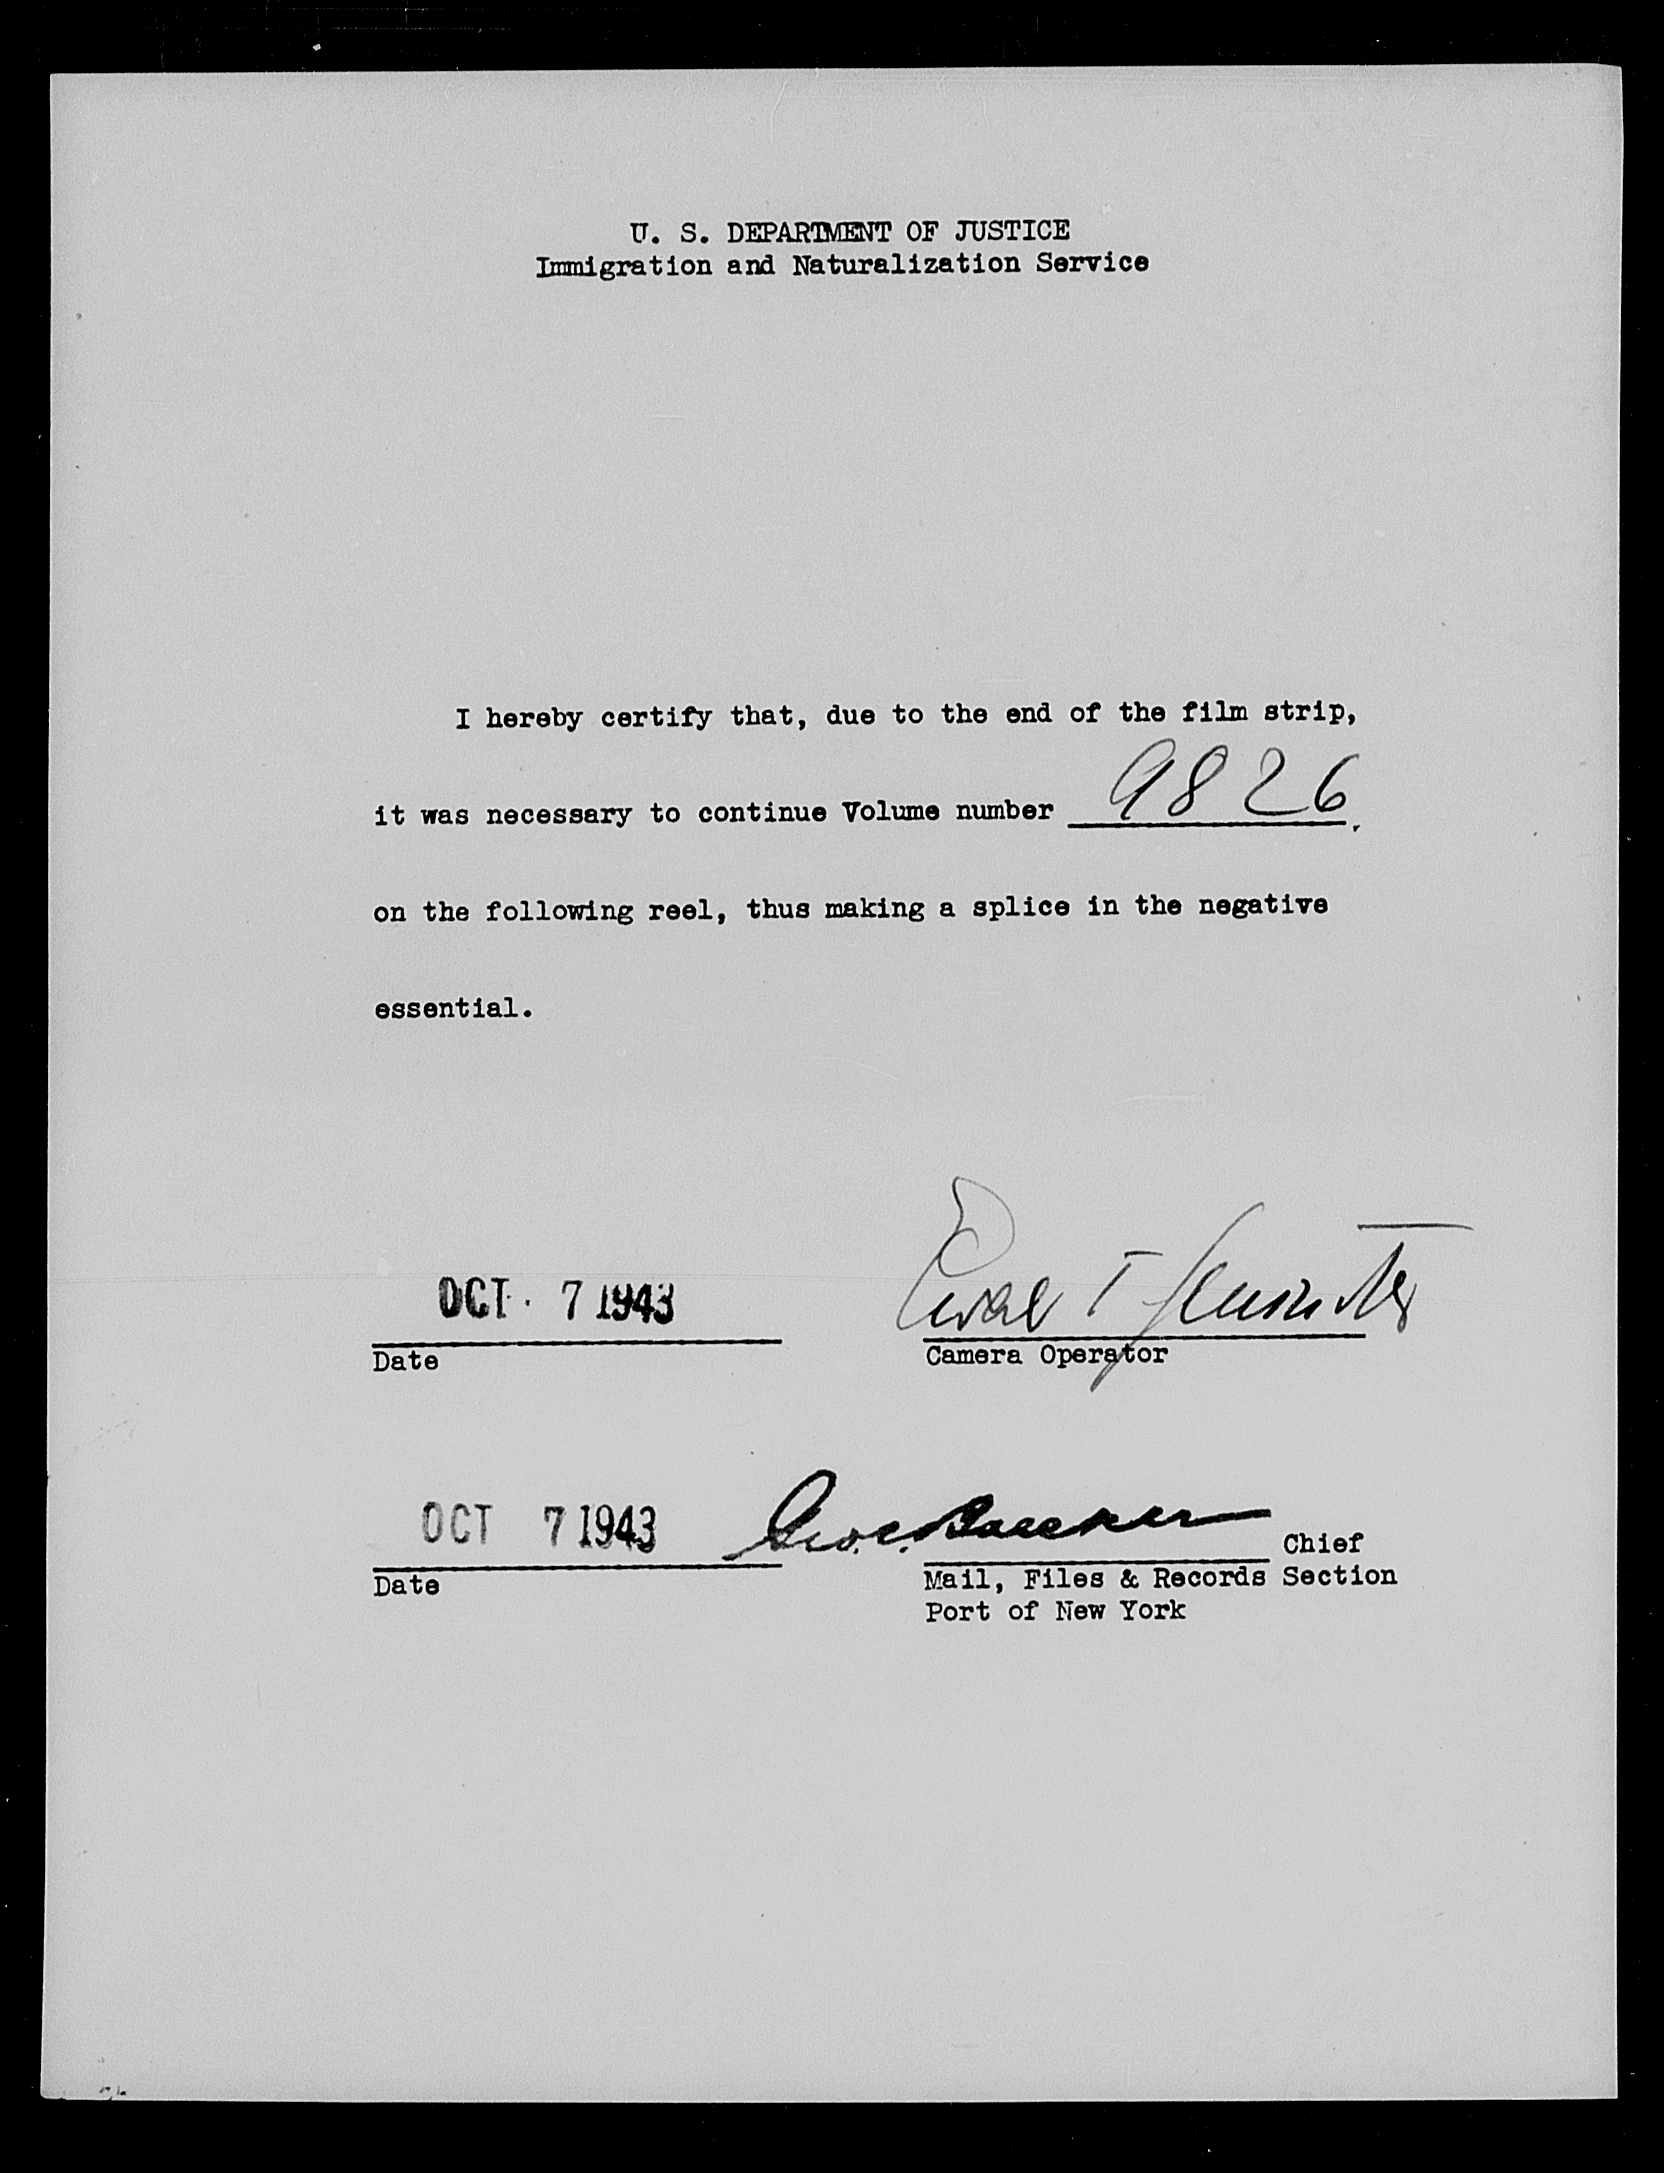 U. S. DEPARTMENT OF JUSTICE
Immigration and Naturalization Service
I hereby certify that, due to the end of the film strip,
it was necessary to continue Volume number 9826,
on the following reel, thus making a splice in the negative
essential.
OCT. 7 1943
Date
Camera Operator
OCT 7 1943
Geo. C. Baecker
Chief
Date
Mail, Files & Records Section
Port of New York